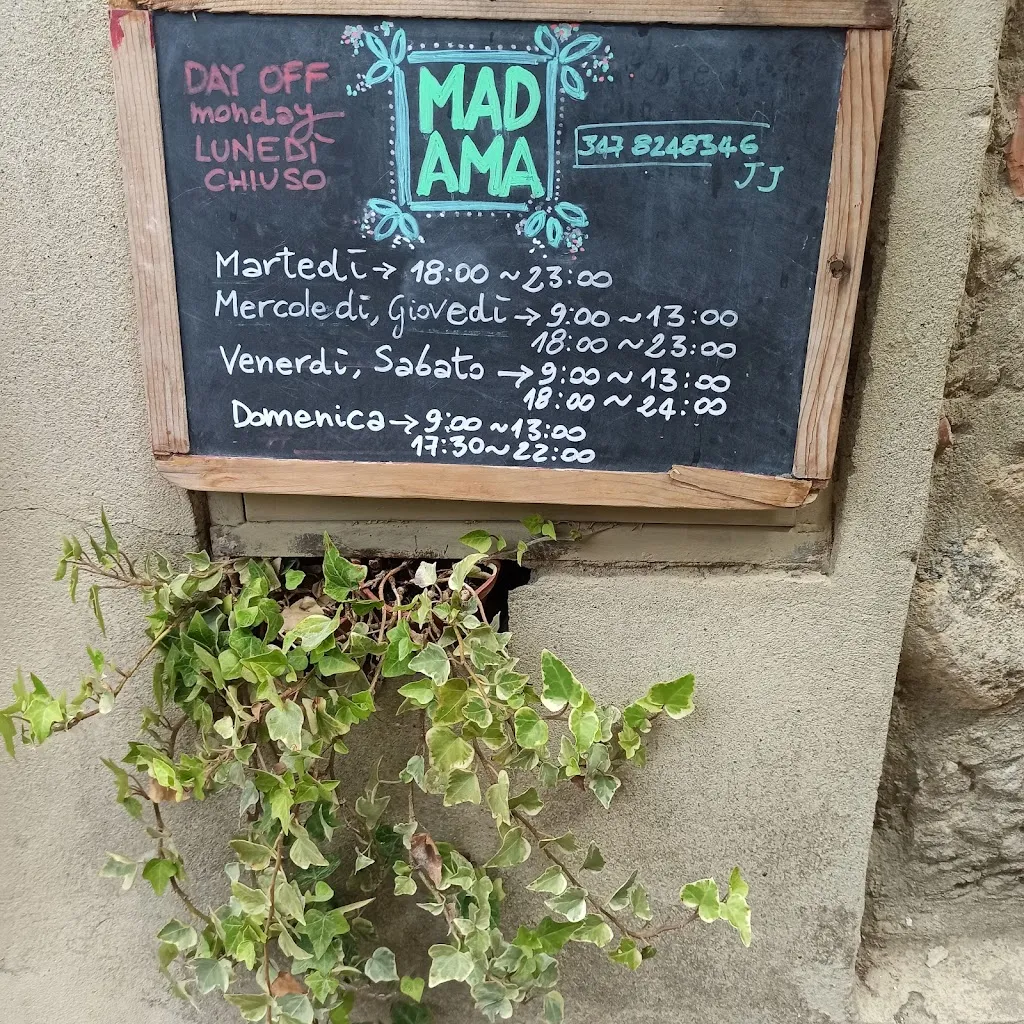 DAY OFF
monday
LUNEDÌ
CHIUSO
MAD
AMA
347 8248346
JJ
Martedì → 18:00 ~ 23:00
Mercoledì, Giovedì → 9:00 ~ 13:00
18:00 ~ 23:00
Venerdì, Sabato → 9:00 ~ 13:00
18:00 ~ 24:00
Domenica → 9:00 ~ 13:00
17:30 ~ 22:00